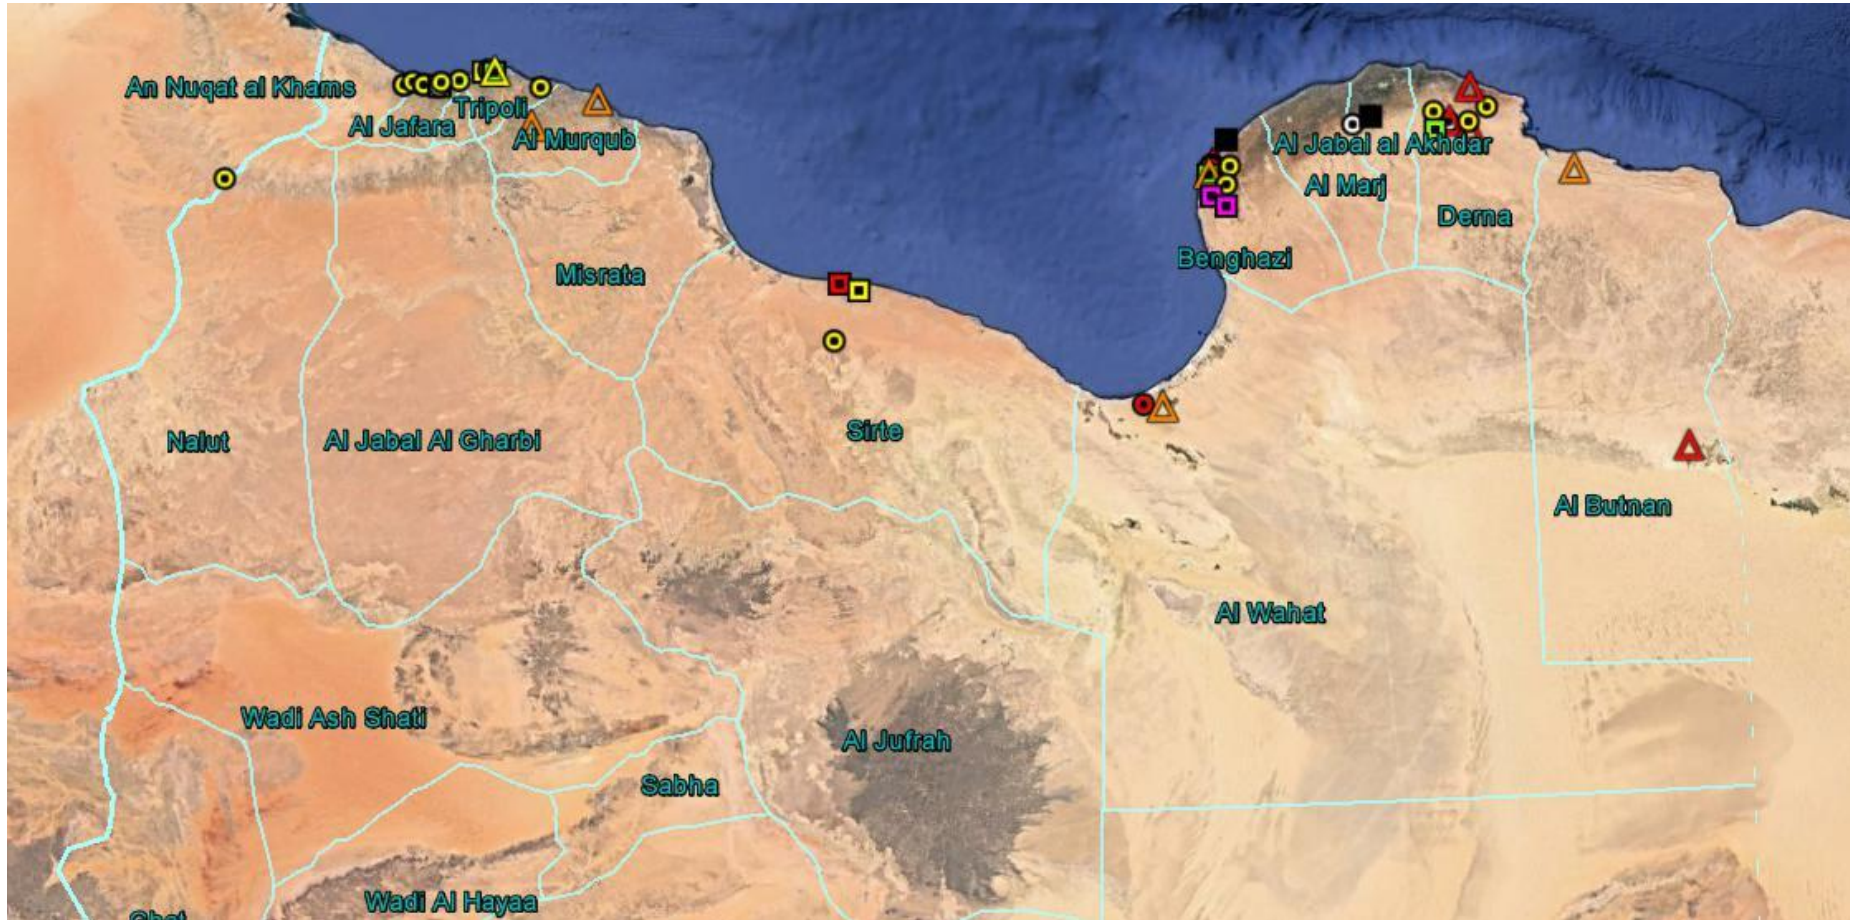 An Nuqat al Khams
Tripoli
Al Jafara
Al Murqub
Al Jabal al Akhdar
Al Marj
Derna
Benghazi
Misrata
Nalut
Al Jabal Al Gharbi
Sirte
Al Butnan
Al Wahat
Wadi Ash Shati
Al Jufrah
Sabha
Wadi Al Hayaa
Ghat